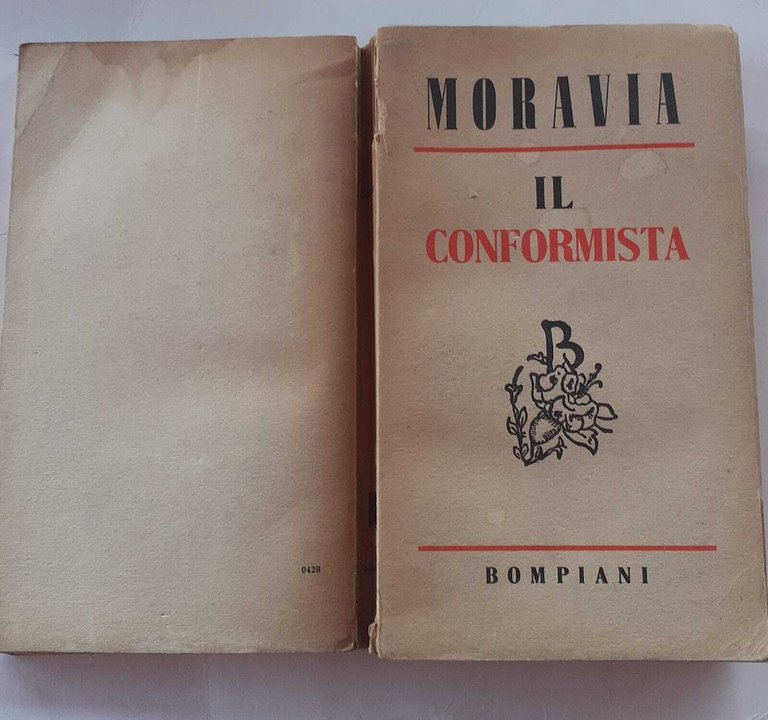 0428
MORAVIA
IL
CONFORMISTA
B
BOMPIANI